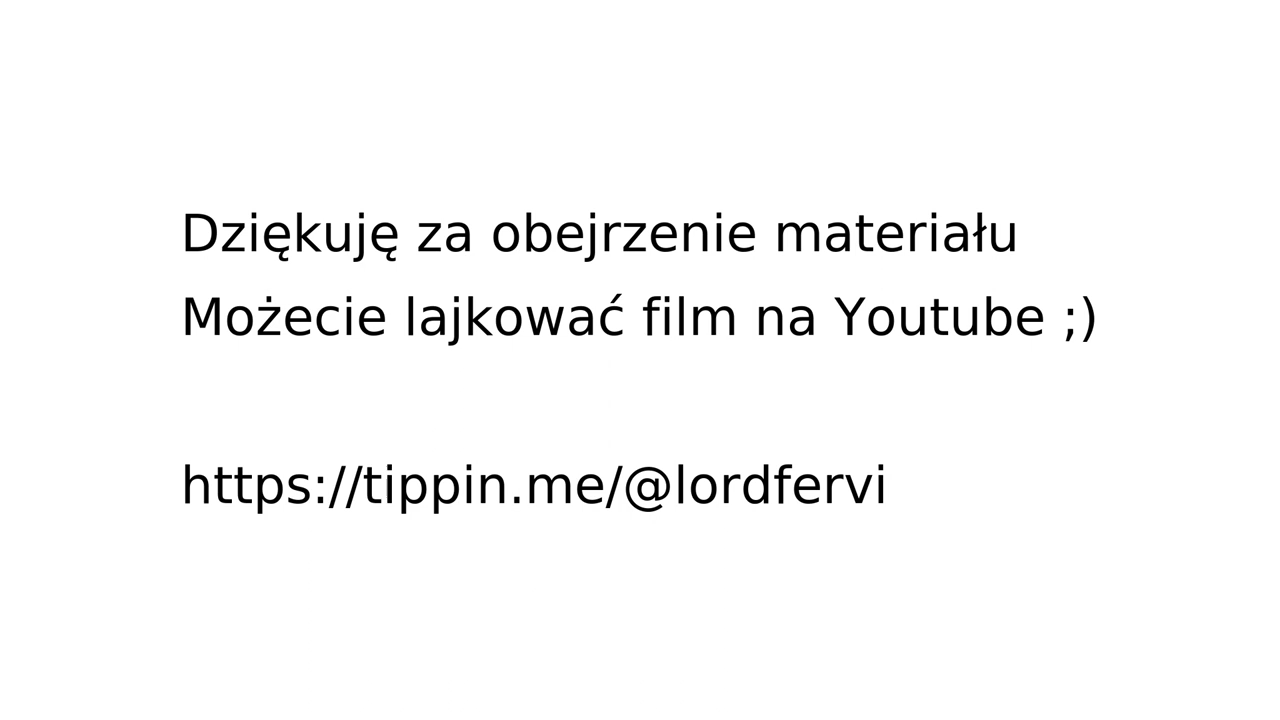 Dziękuję za obejrzenie materiału
Możecie lajkować film na Youtube ;)
https://tippin.me/@lordfervi